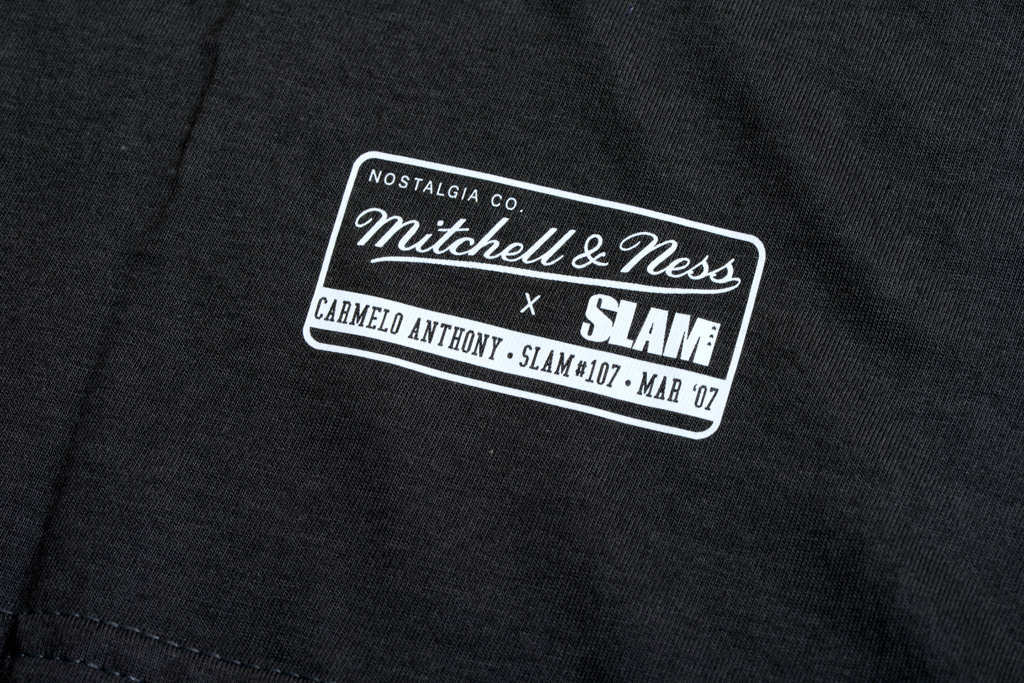 NOSTALGIA CO.
Mitchell & Ness
X SLAM
CARMELO ANTHONY • SLAM #107 • MAR '07